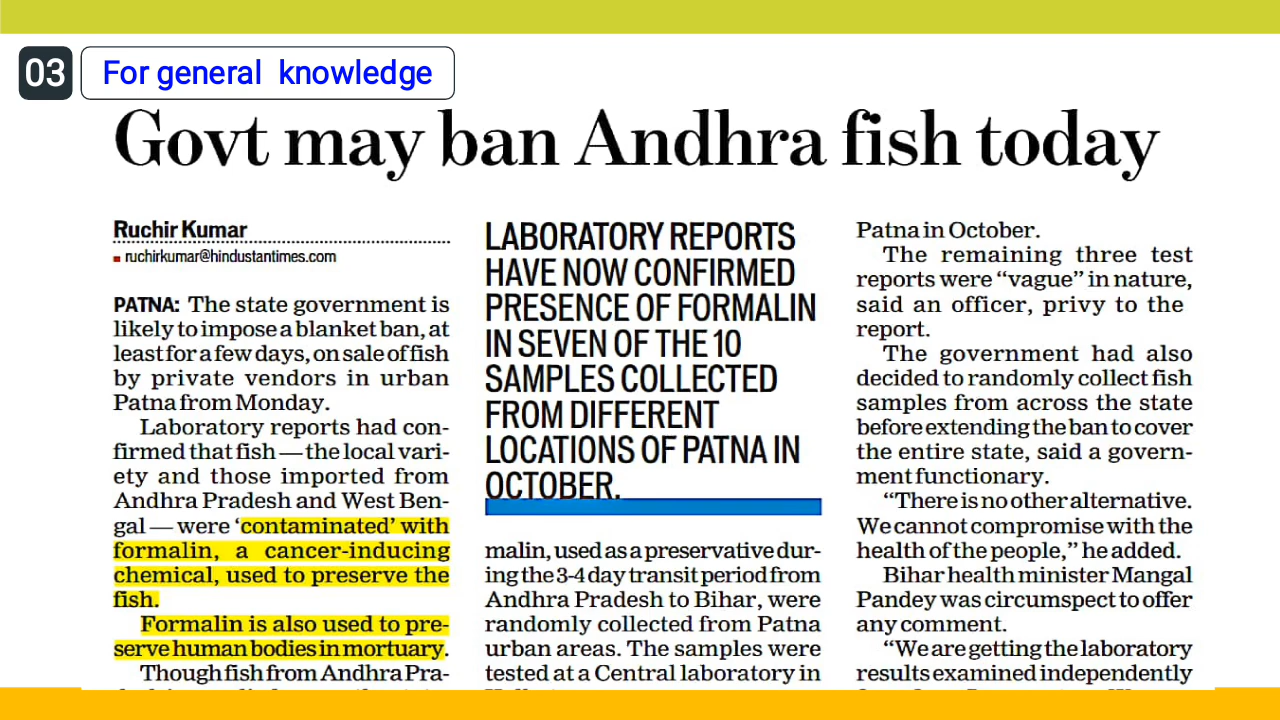 03
For general knowledge
Govt may ban Andhra fish today
Ruchir Kumar
ruchirkumar@hindustantimes.com
PATNA: The state government is
likely to impose a blanket ban, at
least for a few days, on sale of fish
by private vendors in urban
Patna from Monday.
Laboratory reports had con-
firmed that fish — the local vari-
ety and those imported from
Andhra Pradesh and West Ben-
gal — were ‘contaminated’ with
formalin, a cancer-inducing
chemical, used to preserve the
fish.
Formalin is also used to pre-
serve human bodies in mortuary.
Though fish from Andhra Pra-
LABORATORY REPORTS
HAVE NOW CONFIRMED
PRESENCE OF FORMALIN
IN SEVEN OF THE 10
SAMPLES COLLECTED
FROM DIFFERENT
LOCATIONS OF PATNA IN
OCTOBER.
malin, used as a preservative dur-
ing the 3-4 day transit period from
Andhra Pradesh to Bihar, were
randomly collected from Patna
urban areas. The samples were
tested at a Central laboratory in
Patna in October.
The remaining three test
reports were “vague” in nature,
said an officer, privy to the
report.
The government had also
decided to randomly collect fish
samples from across the state
before extending the ban to cover
the entire state, said a govern-
ment functionary.
“There is no other alternative.
We cannot compromise with the
health of the people,” he added.
Bihar health minister Mangal
Pandey was circumspect to offer
any comment.
“We are getting the laboratory
results examined independently